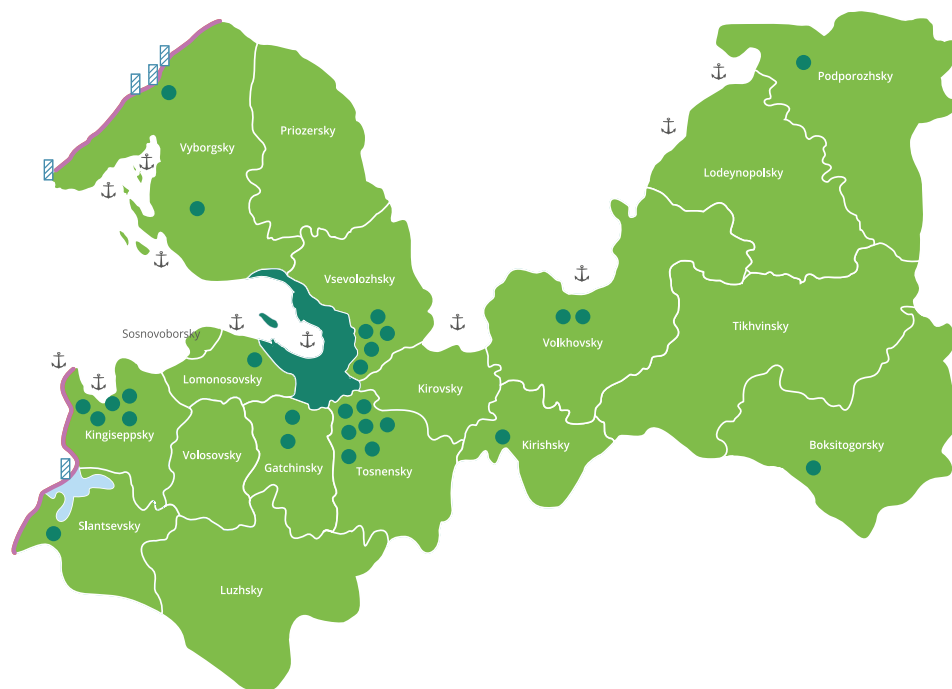 Podporozhsky
Priozersky
Vyborgsky
Lodeynopolsky
Vsevolozhsky
Tikhvinsky
Sosnovoborsky
Volkhovsky
Lomonosovsky
Kirovsky
Kingiseppsky
Kirishsky
Boksitogorsky
Volosovsky
Gatchinsky
Tosnensky
Slantsevsky
Luzhsky